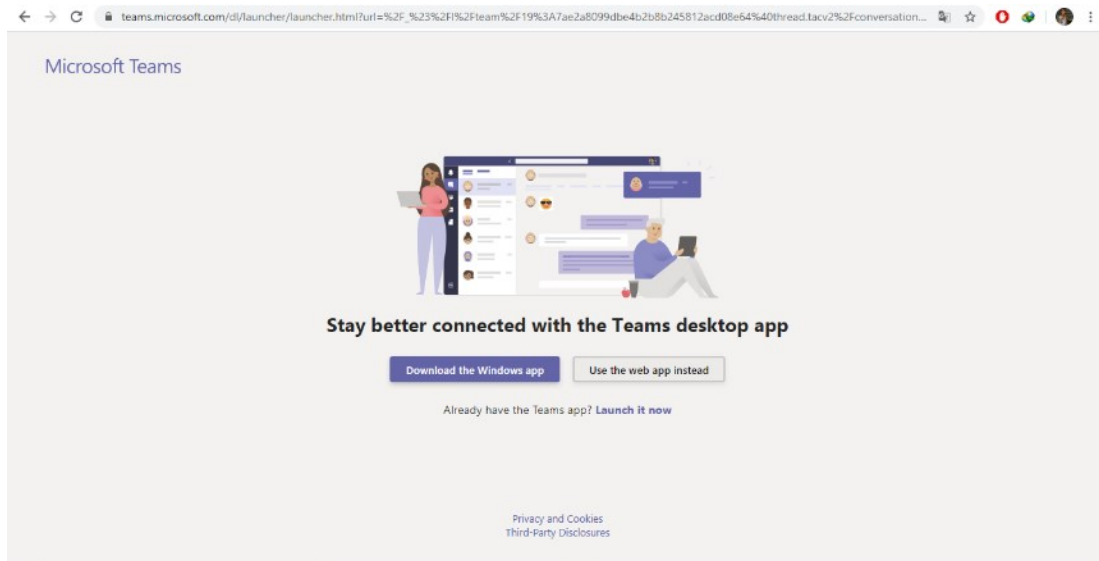 teams.microsoft.com/dl/launcher/launcher.html?url=%2F_%23%2Fl%2Fteam%2F19%3A7ae2a8099dbe4b2b8b245812acd08e64%40thread.tacv2%2Fconversation...
Microsoft Teams
Stay better connected with the Teams desktop app
Download the Windows app
Use the web app instead
Already have the Teams app? Launch it now
Privacy and Cookies
Third-Party Disclosures